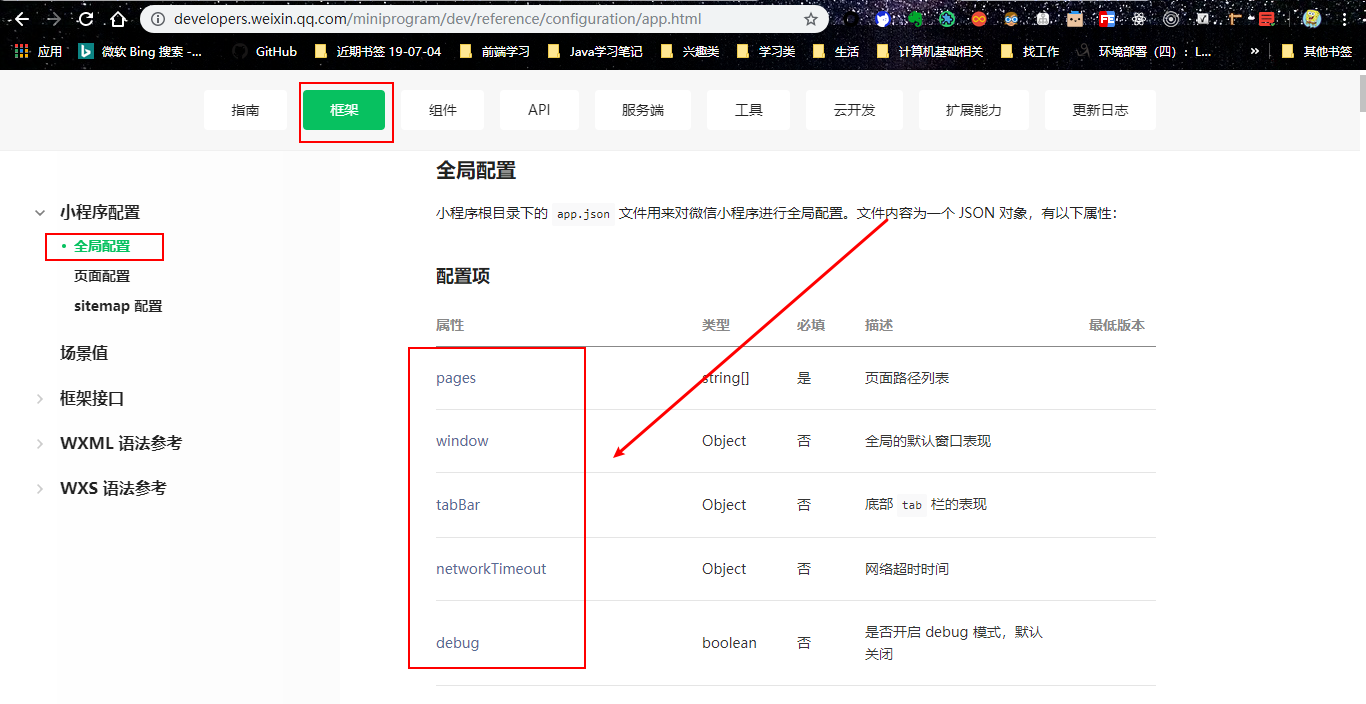 developers.weixin.qq.com/miniprogram/dev/reference/configuration/app.html
应用
微软 Bing 搜索 -...
GitHub
近期书签 19-07-04
前端学习
Java学习笔记
兴趣类
学习类
生活
计算机基础相关
找工作
环境部署（四）：L...
»
其他书签
指南
框架
组件
API
服务端
工具
云开发
扩展能力
更新日志
小程序配置
• 全局配置
页面配置
sitemap 配置
场景值
框架接口
WXML 语法参考
WXS 语法参考
全局配置
小程序根目录下的 app.json 文件用来对微信小程序进行全局配置。文件内容为一个 JSON 对象，有以下属性：
配置项
属性 类型 必填 描述 最低版本
pages string[] 是 页面路径列表
window Object 否 全局的默认窗口表现
tabBar Object 否 底部 tab 栏的表现
networkTimeout Object 否 网络超时时间
debug boolean 否 是否开启 debug 模式，默认
关闭